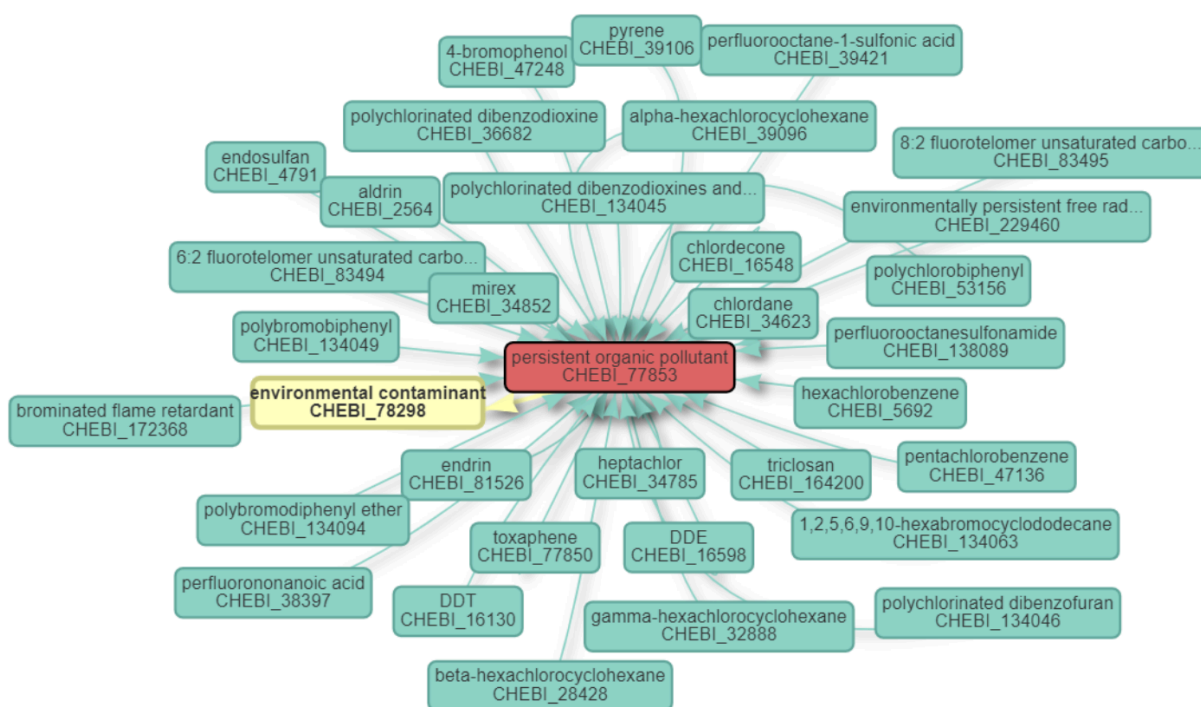 pyrene
CHEBI_39106
4-bromophenol
CHEBI_47248
perfluorooctane-1-sulfonic acid
CHEBI_39421
polychlorinated dibenzodioxine
CHEBI_36682
alpha-hexachlorocyclohexane
CHEBI_39096
8:2 fluorotelomer unsaturated carbo...
CHEBI_83495
endosulfan
CHEBI_4791
aldrin
CHEBI_2564
polychlorinated dibenzodioxines and...
CHEBI_134045
environmentally persistent free rad...
CHEBI_229460
6:2 fluorotelomer unsaturated carbo...
CHEBI_83494
chlordecone
CHEBI_16548
polychlorobiphenyl
CHEBI_53156
mirex
CHEBI_34852
chlordane
CHEBI_34623
polybromobiphenyl
CHEBI_134049
perfluorooctanesulfonamide
CHEBI_138089
persistent organic pollutant
CHEBI_77853
environmental contaminant
CHEBI_78298
hexachlorobenzene
CHEBI_5692
brominated flame retardant
CHEBI_172368
endrin
CHEBI_81526
heptachlor
CHEBI_34785
triclosan
CHEBI_164200
pentachlorobenzene
CHEBI_47136
polybromodiphenyl ether
CHEBI_134094
toxaphene
CHEBI_77850
DDE
CHEBI_16598
1,2,5,6,9,10-hexabromocyclododecane
CHEBI_134063
perfluorononanoic acid
CHEBI_38397
DDT
CHEBI_16130
gamma-hexachlorocyclohexane
CHEBI_32888
polychlorinated dibenzofuran
CHEBI_134046
beta-hexachlorocyclohexane
CHEBI_28428